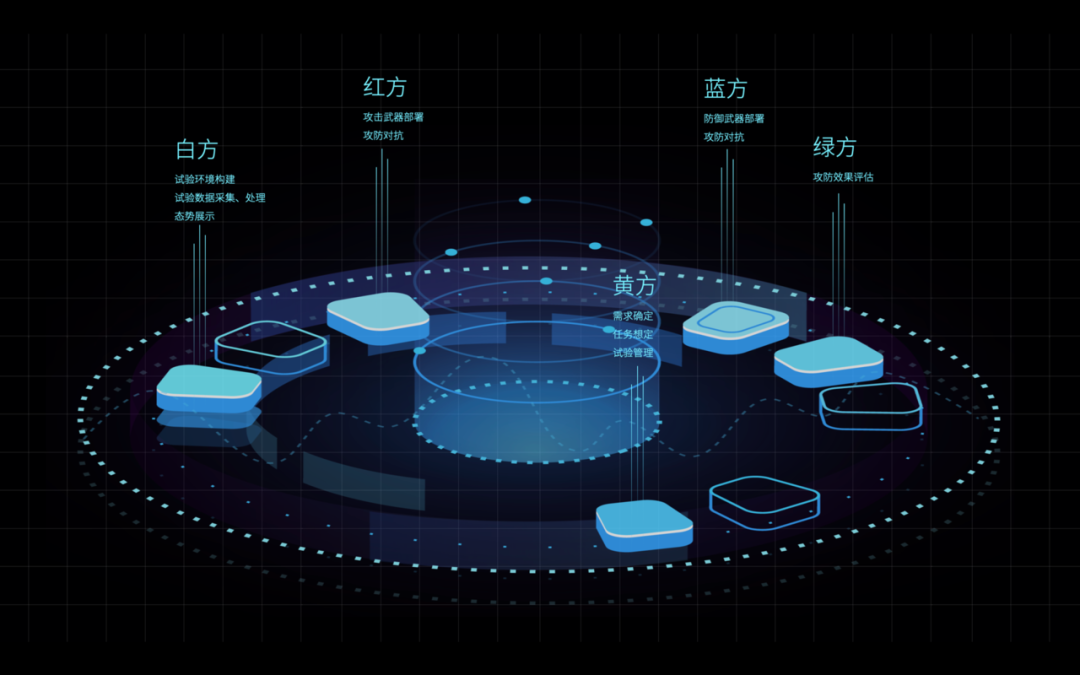 白方
试验环境构建
试验数据采集、处理
态势展示
红方
攻击武器部署
攻防对抗
黄方
需求确定
任务想定
试验管理
蓝方
防御武器部署
攻防对抗
绿方
攻防效果评估